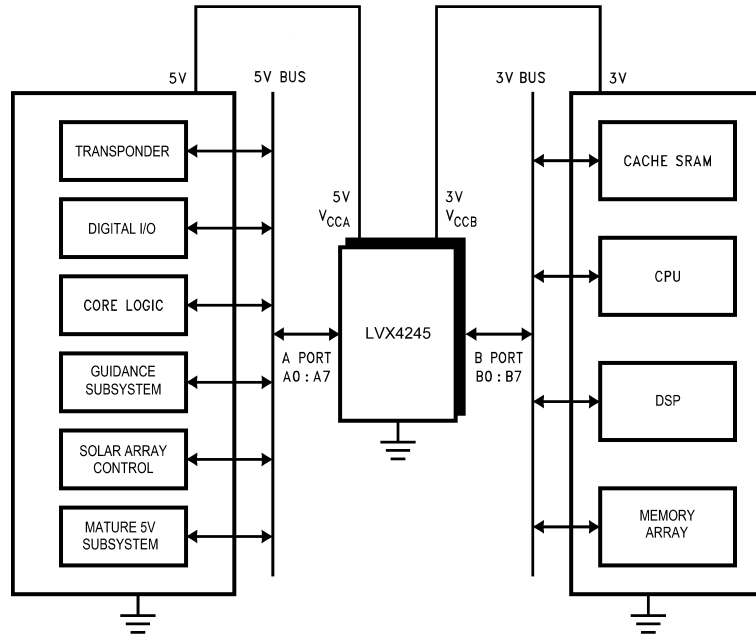 5V
5V BUS
3V BUS
3V
TRANSPONDER
DIGITAL I/O
CORE LOGIC
GUIDANCE
SUBSYSTEM
SOLAR ARRAY
CONTROL
MATURE 5V
SUBSYSTEM
5V
VCCA
3V
VCCB
LVX4245
A PORT
A0:A7
B PORT
B0:B7
CACHE SRAM
CPU
DSP
MEMORY
ARRAY